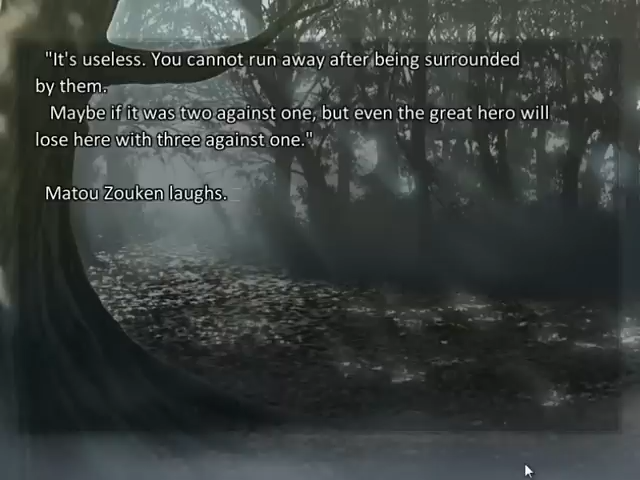 "It's useless. You cannot run away after being surrounded
by them.
Maybe if it was two against one, but even the great hero will
lose here with three against one."
Matou Zouken laughs.